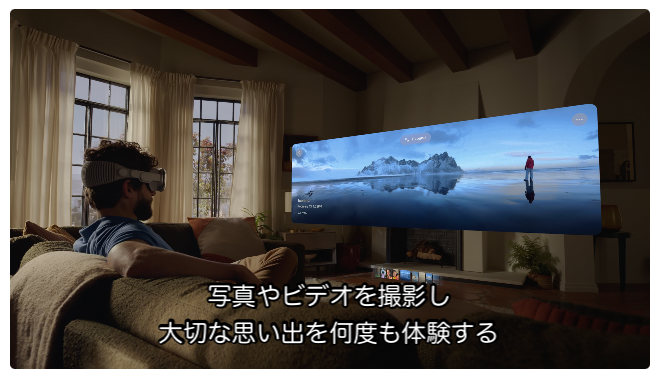 写真やビデオを撮影し
大切な思い出を何度も体験する